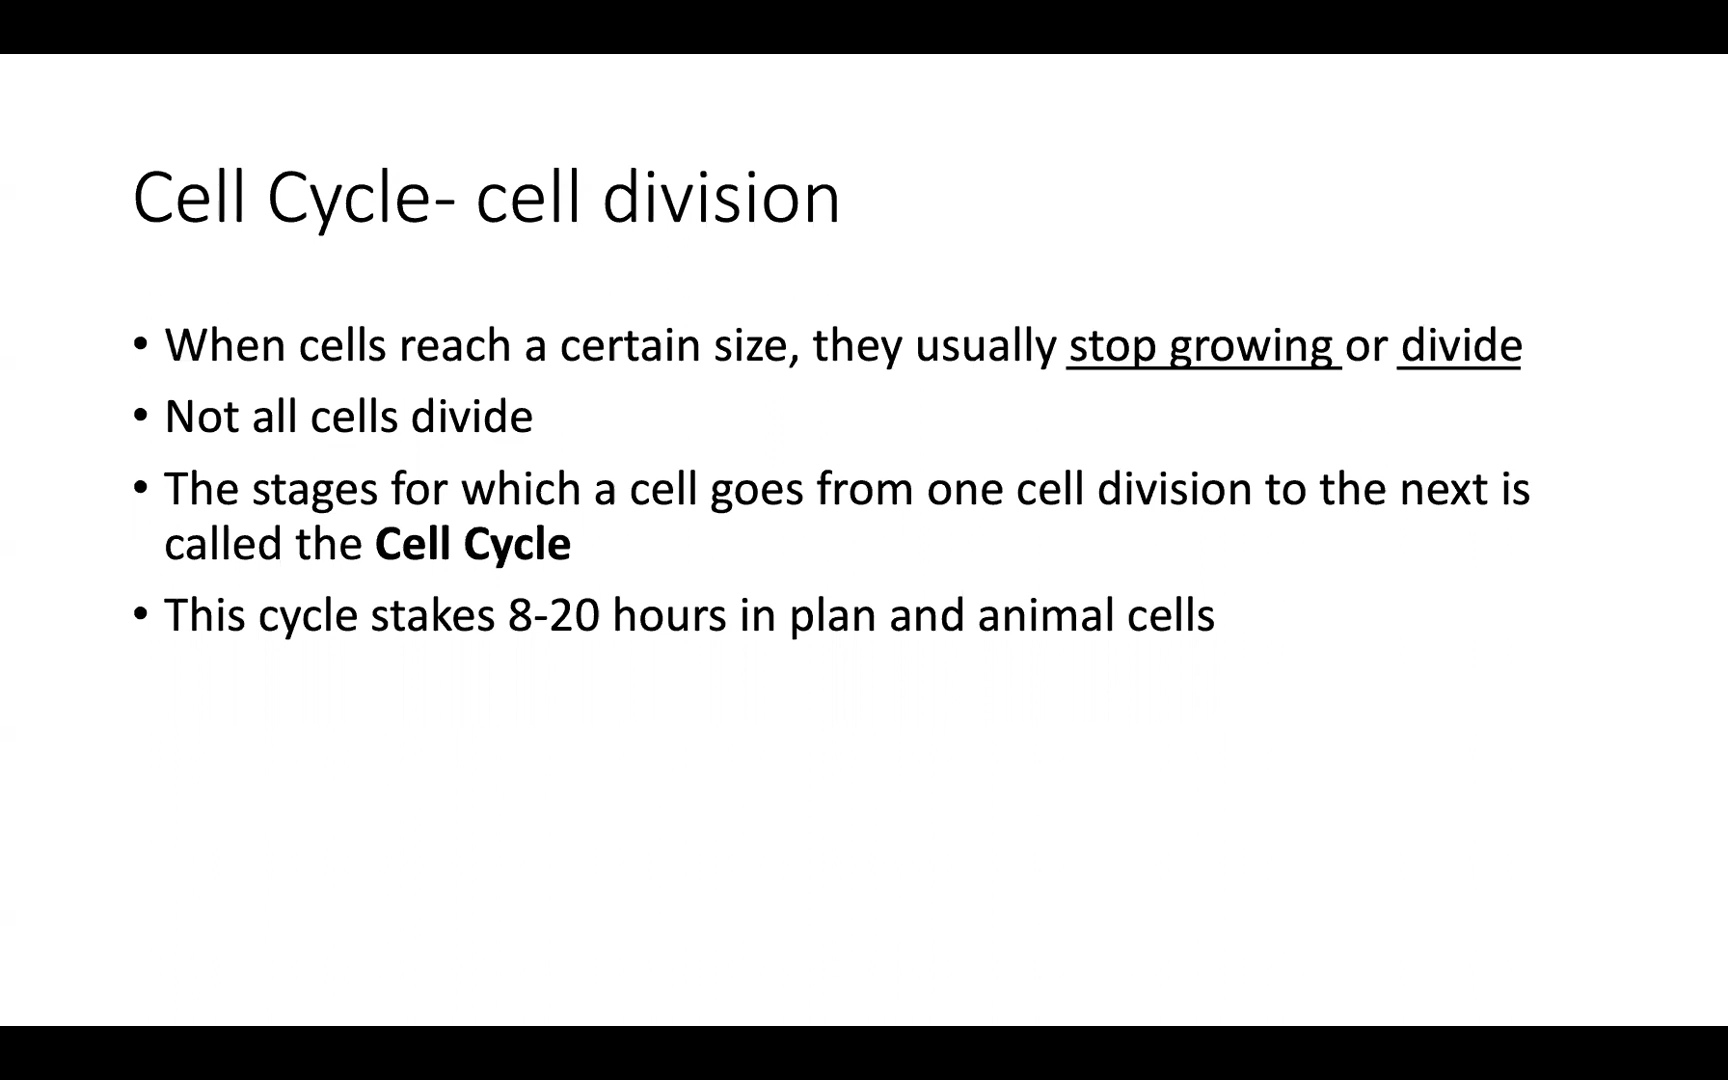 Cell Cycle- cell division
• When cells reach a certain size, they usually stop growing or divide
• Not all cells divide
• The stages for which a cell goes from one cell division to the next is
called the Cell Cycle
• This cycle stakes 8-20 hours in plan and animal cells